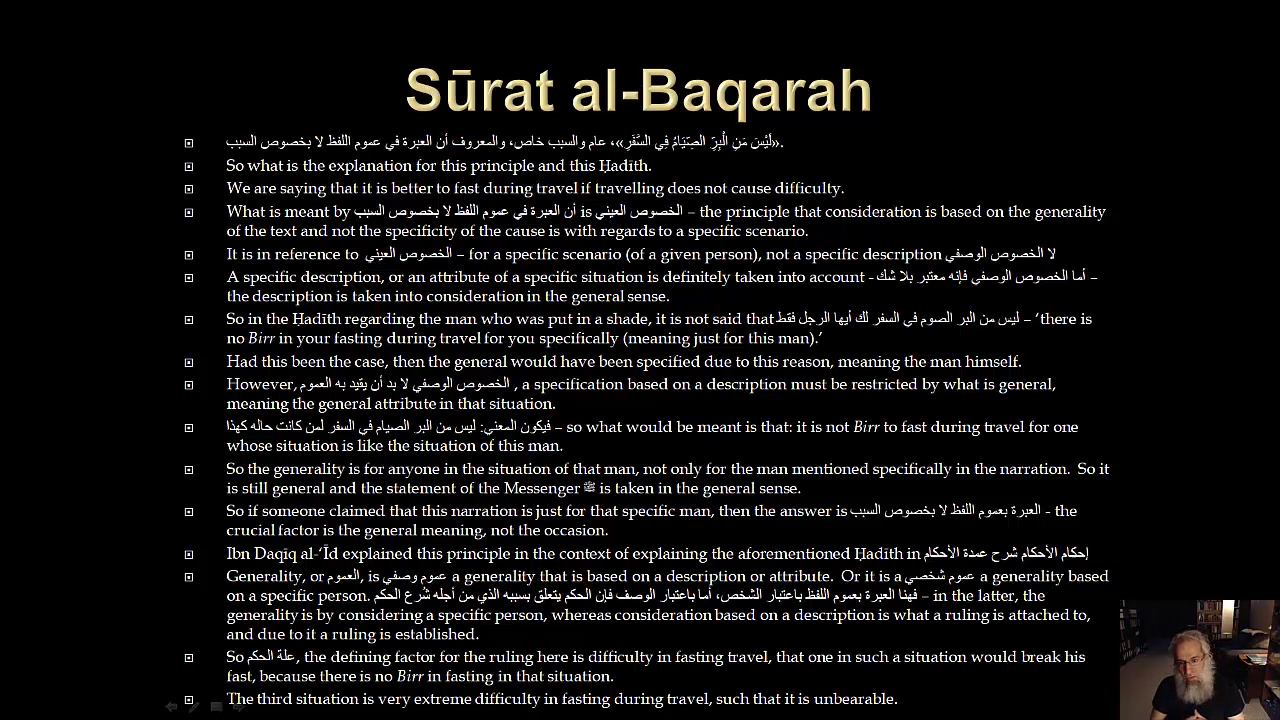 Sūrat al-Baqarah
«لَيْسَ مَنِ الْبِرِّ الصِّيَامُ فِي السَّفَرِ»، عام والسبب خاص، والمعروف أن العبرة في عموم اللفظ لا بخصوص السبب.
So what is the explanation for this principle and this Ḥadīth.
We are saying that it is better to fast during travel if travelling does not cause difficulty.
What is meant by أن العبرة في عموم اللفظ لا بخصوص السبب is الخصوص العيني – the principle that consideration is based on the generality
of the text and not the specificity of the cause is with regards to a specific scenario.
It is in reference to الخصوص العيني – for a specific scenario (of a given person), not a specific description لا الخصوص الوصفي
A specific description, or an attribute of a specific situation is definitely taken into account - أما الخصوص الوصفي فإنه معتبر بلا شك –
the description is taken into consideration in the general sense.
So in the Ḥadīth regarding the man who was put in a shade, it is not said that ليس من البر الصوم في السفر لك أيها الرجل فقط – 'there is
no Birr in your fasting during travel for you specifically (meaning just for this man).'
Had this been the case, then the general would have been specified due to this reason, meaning the man himself.
However, الخصوص الوصفي لا بد أن يقيد به العموم , a specification based on a description must be restricted by what is general,
meaning the general attribute in that situation.
فيكون المعني: ليس من البر الصيام في السفر لمن كانت حاله كهذا – so what would be meant is that: it is not Birr to fast during travel for one
whose situation is like the situation of this man.
So the generality is for anyone in the situation of that man, not only for the man mentioned specifically in the narration. So it
is still general and the statement of the Messenger ﷺ is taken in the general sense.
So if someone claimed that this narration is just for that specific man, then the answer is العبرة بعموم اللفظ لا بخصوص السبب - the
crucial factor is the general meaning, not the occasion.
Ibn Daqīq al-'Īd explained this principle in the context of explaining the aforementioned Ḥadīth in إحكام الأحكام شرح عمدة الأحكام
Generality, or العموم, is عموم وصفي a generality that is based on a description or attribute. Or it is a عموم شخصي a generality based
on a specific person. فهنا العبرة بعموم اللفظ باعتبار الشخص، أما باعتبار الوصف فإن الحكم يتعلق بسببه الذي من أجله شُرع الحكم – in the latter, the
generality is by considering a specific person, whereas consideration based on a description is what a ruling is attached to,
and due to it a ruling is established.
So علة الحكم, the defining factor for the ruling here is difficulty in fasting travel, that one in such a situation would break his
fast, because there is no Birr in fasting in that situation.
The third situation is very extreme difficulty in fasting during travel, such that it is unbearable.